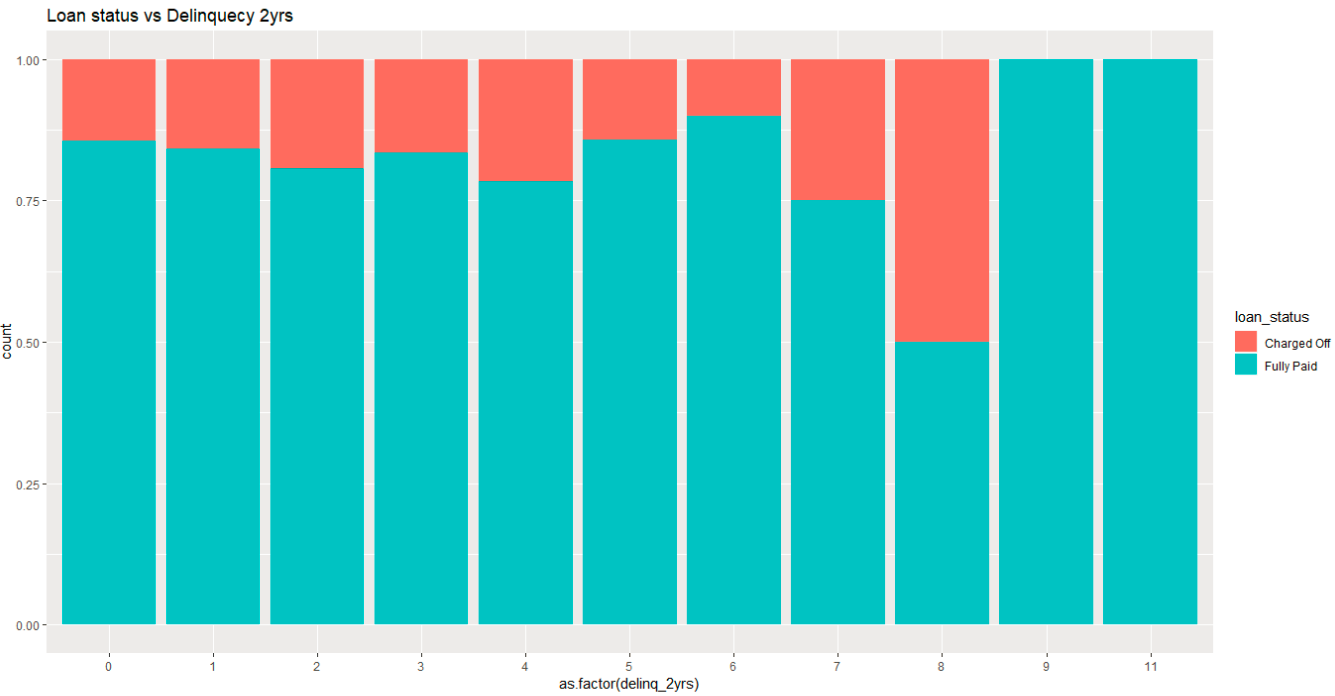 Loan status vs Delinquecy 2yrs
1.00
0.75
0.50
0.25
0.00
count
0 1 2 3 4 5 6 7 8 9 11
as.factor(delinq_2yrs)
loan_status
Charged Off
Fully Paid